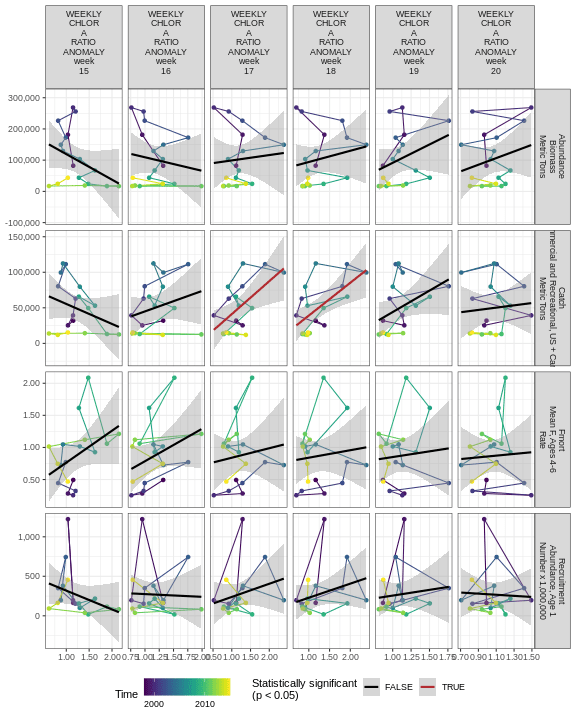 WEEKLY CHLOR A RATIO ANOMALY week 15
WEEKLY CHLOR A RATIO ANOMALY week 16
WEEKLY CHLOR A RATIO ANOMALY week 17
WEEKLY CHLOR A RATIO ANOMALY week 18
WEEKLY CHLOR A RATIO ANOMALY week 19
WEEKLY CHLOR A RATIO ANOMALY week 20
300,000
200,000
100,000
0
-100,000
Abundance
Biomass
Metric Tons
150,000
100,000
50,000
0
Catch
and Recreational, US +
Metric Tons
2.00
1.50
1.00
0.50
Fmort
Mean F, Ages 4-6
Rate
1,000
500
0
Recruitment
Abundance, Age 1
Number x 1,000,000
1.00 1.50 2.00
0.75 1.00 1.25 1.50 1.75 2.00
0.50 1.00 1.50 2.00
1.00 1.50 2.00
1.00 1.25 1.50 1.75
0.70 0.90 1.10 1.30 1.50
Time
2000 2010
Statistically significant
(p < 0.05)
FALSE TRUE